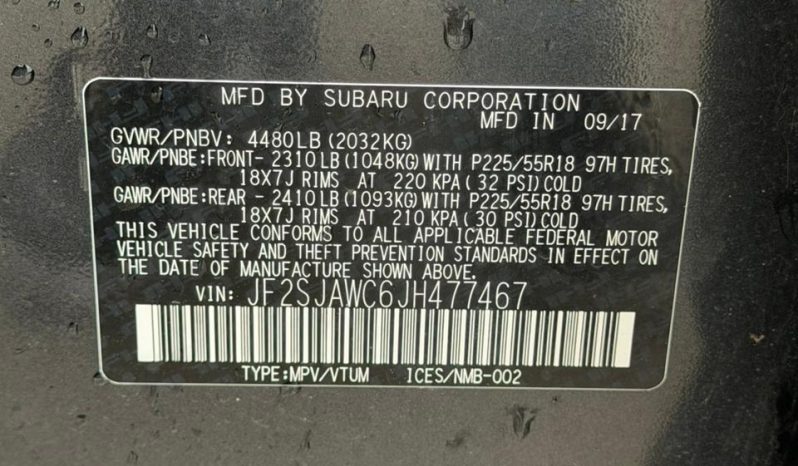 MFD BY SUBARU CORPORATION
MFD IN 09/17
GVWR/PNBV: 4480LB(2032KG)
GAWR/PNBE:FRONT- 2310LB(1048KG)WITH P225/55R18 97H TIRES,
18X7J RIMS AT 220 KPA( 32 PSI)COLD
GAWR/PNBE:REAR - 2410LB(1093KG)WITH P225/55R18 97H TIRES,
18X7J RIMS AT 210 KPA( 30 PSI)COLD
THIS VEHICLE CONFORMS TO ALL APPLICABLE FEDERAL MOTOR
VEHICLE SAFETY AND THEFT PREVENTION STANDARDS IN EFFECT ON
THE DATE OF MANUFACTURE SHOWN ABOVE.
VIN: JF2SJAWC6JH477467
TYPE:MPV/VTUM ICES/NMB-002